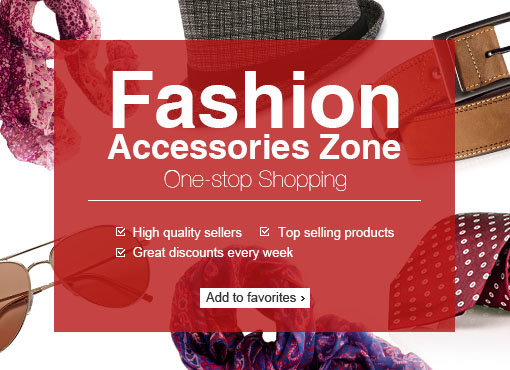 Fashion
Accessories Zone
One-stop Shopping
High quality sellers
Top selling products
Great discounts every week
Add to favorites ›